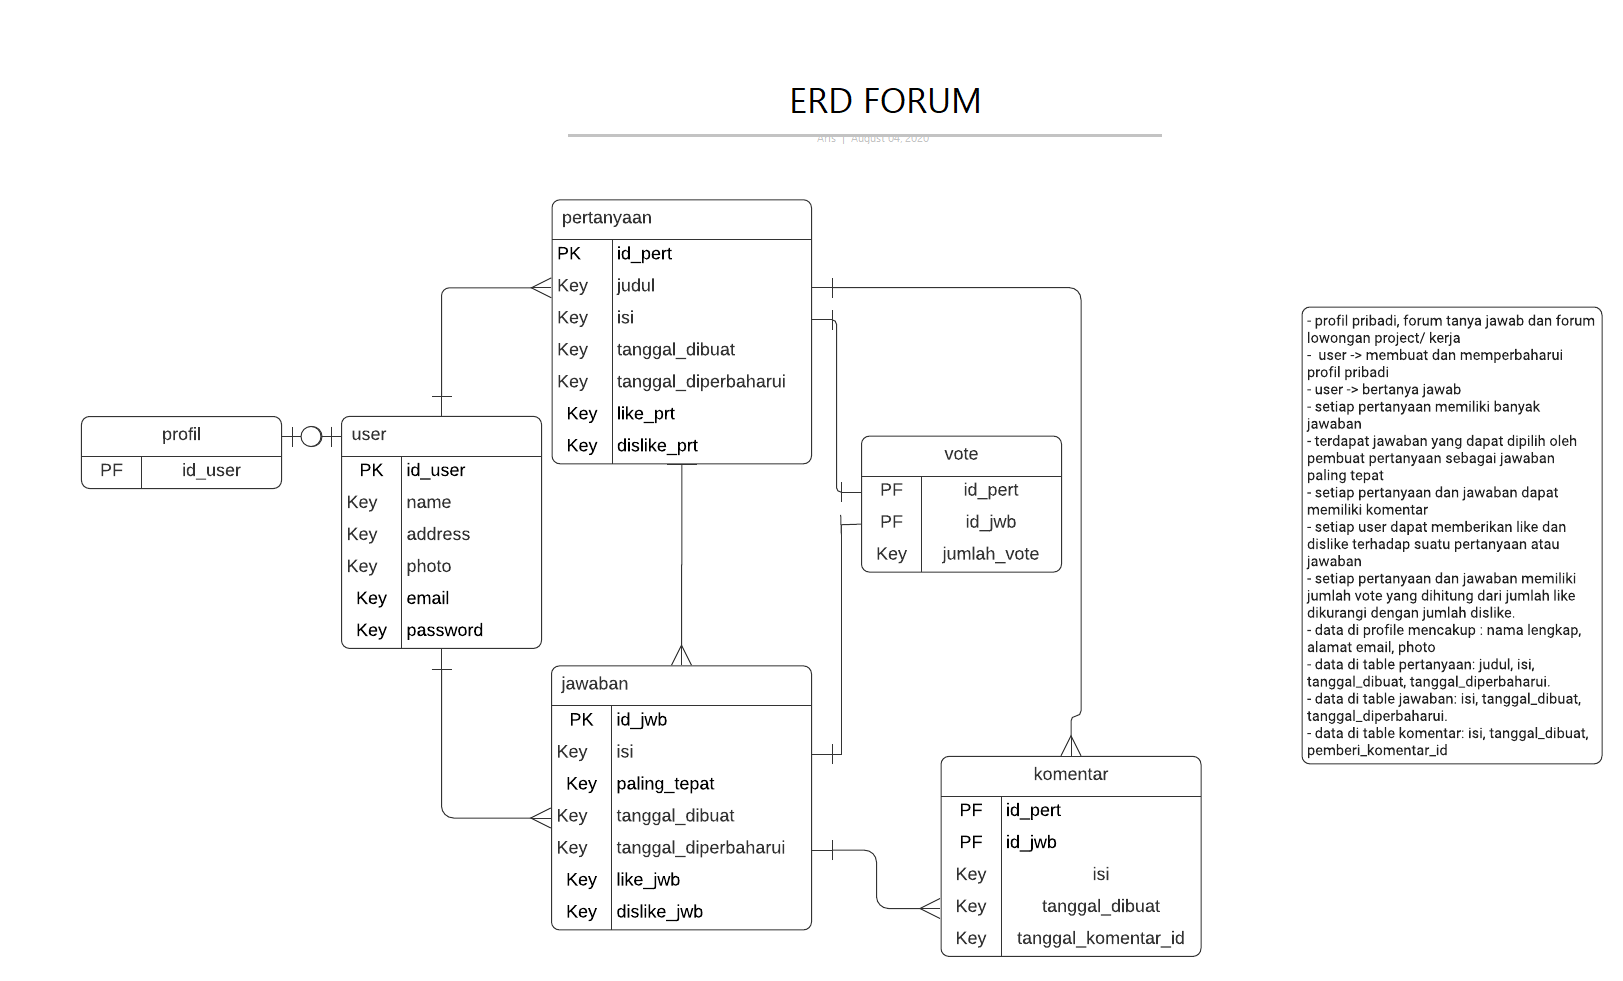 ERD FORUM
Aris | August 04, 2020
pertanyaan
PK id_pert
Key judul
Key isi
Key tanggal_dibuat
Key tanggal_diperbaharui
Key like_prt
Key dislike_prt
profil
PF id_user
user
PK id_user
Key name
Key address
Key photo
Key email
Key password
vote
PF id_pert
PF id_jwb
Key jumlah_vote
jawaban
PK id_jwb
Key isi
Key paling_tepat
Key tanggal_dibuat
Key tanggal_diperbaharui
Key like_jwb
Key dislike_jwb
komentar
PF id_pert
PF id_jwb
Key isi
Key tanggal_dibuat
Key tanggal_komentar_id
- profil pribadi, forum tanya jawab dan forum
lowongan project/ kerja
- user -> membuat dan memperbaharui
profil pribadi
- user -> bertanya jawab
- setiap pertanyaan memiliki banyak
jawaban
- terdapat jawaban yang dapat dipilih oleh
pembuat pertanyaan sebagai jawaban
paling tepat
- setiap pertanyaan dan jawaban dapat
memiliki komentar
- setiap user dapat memberikan like dan
dislike terhadap suatu pertanyaan atau
jawaban
- setiap pertanyaan dan jawaban memiliki
jumlah vote yang dihitung dari jumlah like
dikurangi dengan jumlah dislike.
- data di profile mencakup : nama lengkap,
alamat email, photo
- data di table pertanyaan: judul, isi,
tanggal_dibuat, tanggal_diperbaharui.
- data di table jawaban: isi, tanggal_dibuat,
tanggal_diperbaharui.
- data di table komentar: isi, tanggal_dibuat,
pemberi_komentar_id